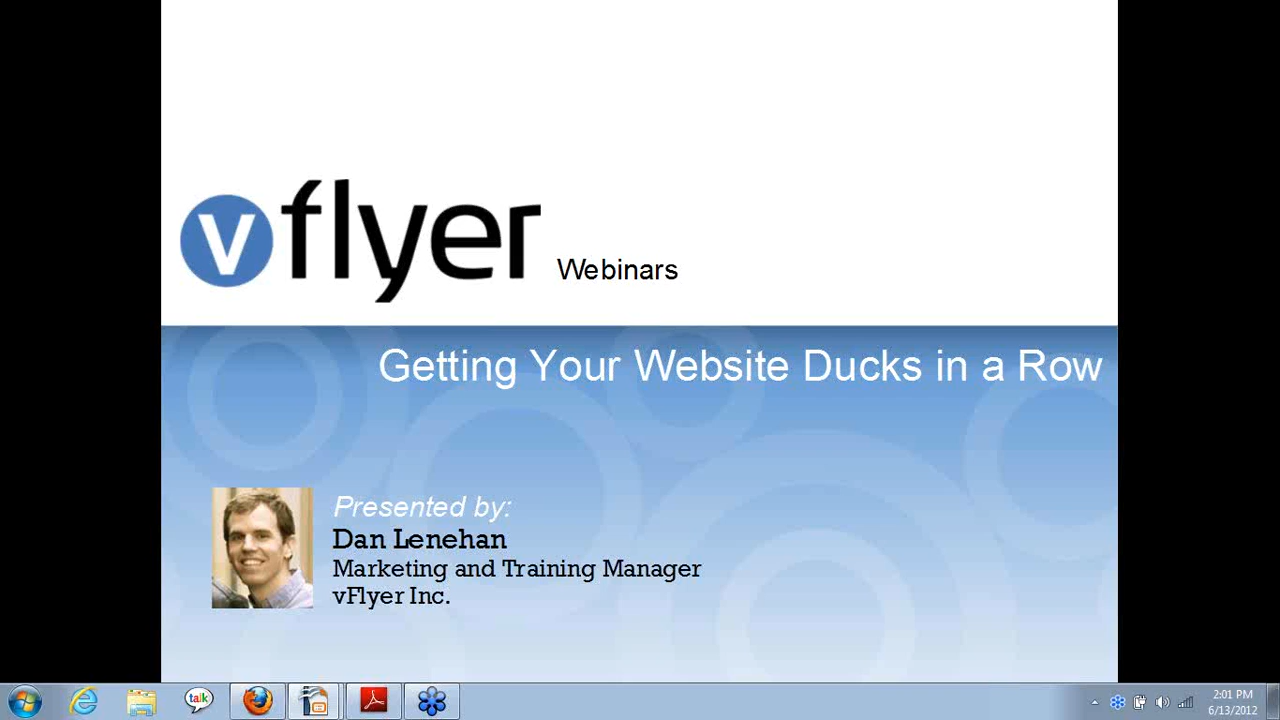 vflyer Webinars
Getting Your Website Ducks in a Row
Presented by:
Dan Lenehan
Marketing and Training Manager
vFlyer Inc.
talk
2:01 PM
6/13/2012